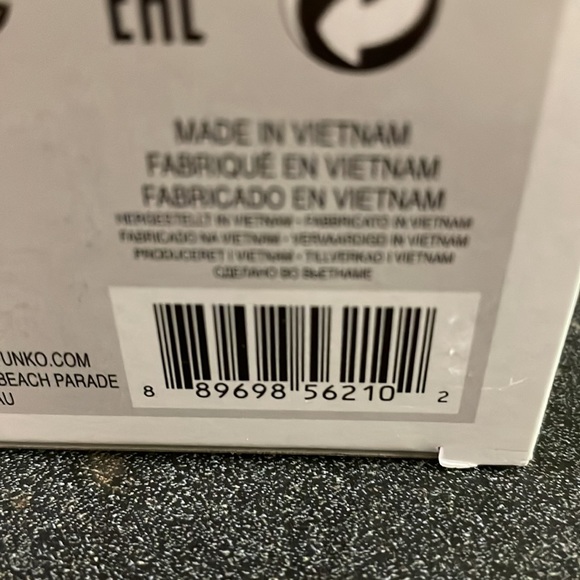 EAC
MADE IN VIETNAM
FABRIQUÉ EN VIETNAM
FABRICADO EN VIETNAM
HERGESTELLT IN VIETNAM • FABBRICATO IN VIETNAM
FABRICADO NA VIETNAM • VERVAARDIGD IN VIETNAM
PRODUCERET I VIETNAM • TILLVERKAD I VIETNAM
СДЕЛАНО ВО ВЬЕТНАМЕ
UNKO.COM
BEACH PARADE
AU
8 89698 56210 2